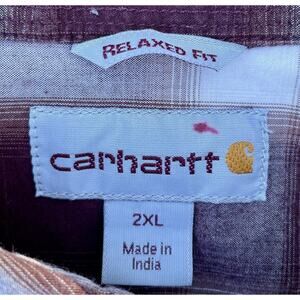 RELAXED FIT
carhartt
2XL
Made in
India